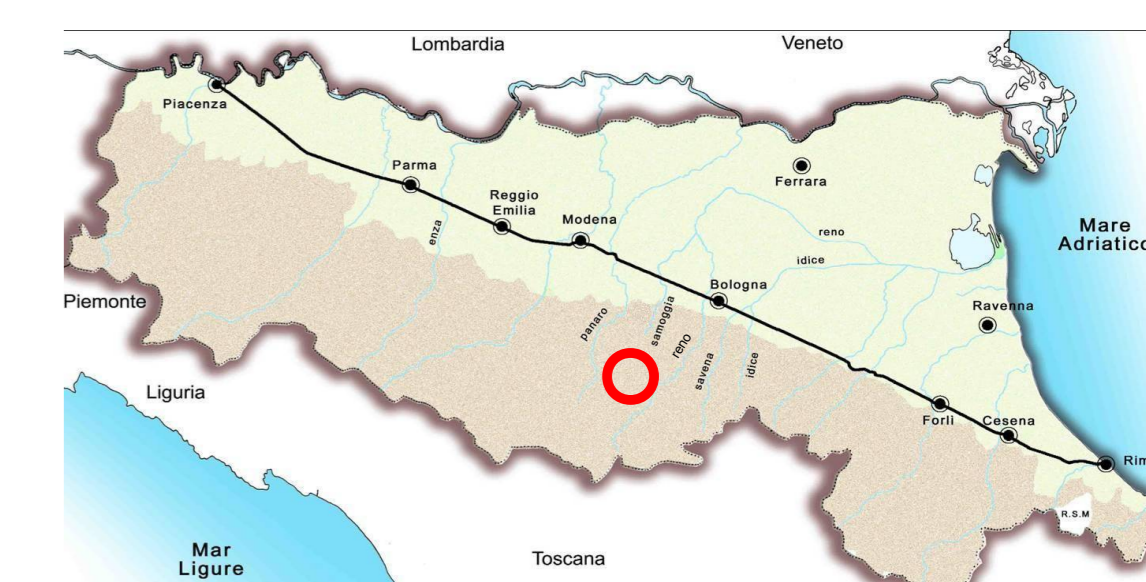 Lombardia
Veneto
Piacenza
Parma
Reggio
Emilia
Modena
Ferrara
enza
reno
idice
Mare
Adriatico
Bologna
Piemonte
Ravenna
panaro
samoggia
reno
savena
idice
Liguria
Forlì
Cesena
Rim
R.S.M
Mar
Ligure
Toscana